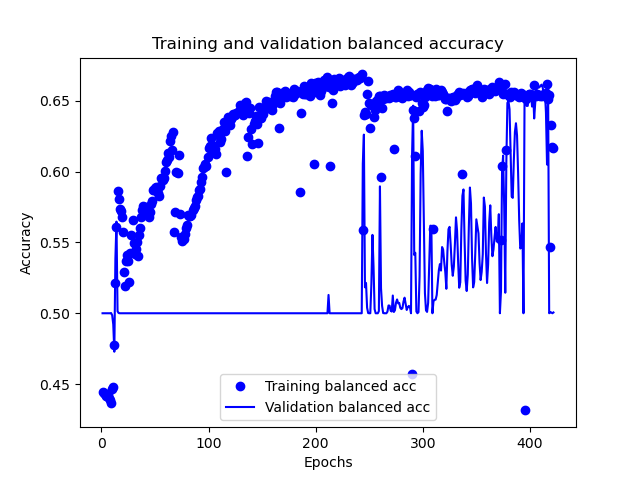 Training and validation balanced accuracy
Accuracy
0.65
0.60
0.55
0.50
0.45
Training balanced acc
Validation balanced acc
0
100
200
300
400
Epochs